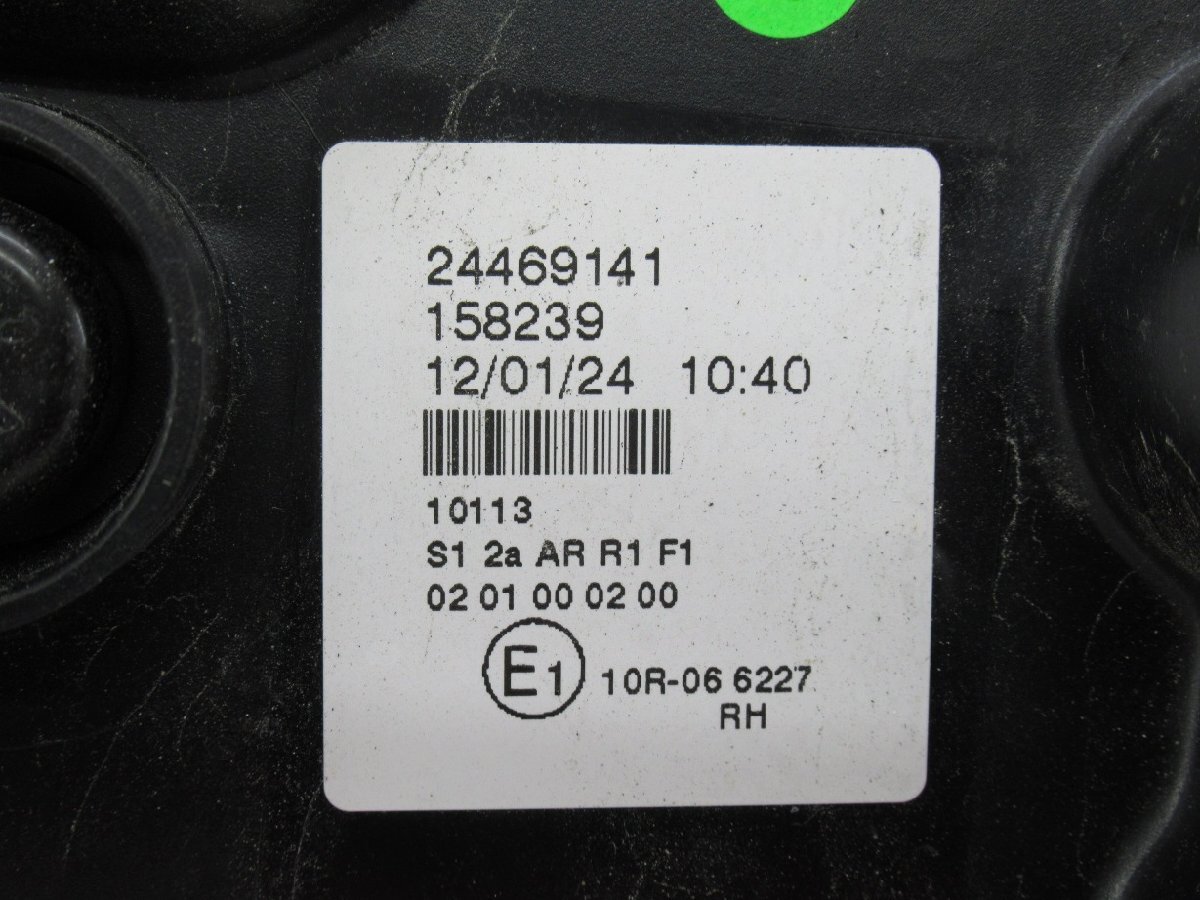 24469141
158239
12/01/24 10:40
10113
S1 2a AR R1 F1
02 01 00 02 00
E1 10R-06 6227
RH